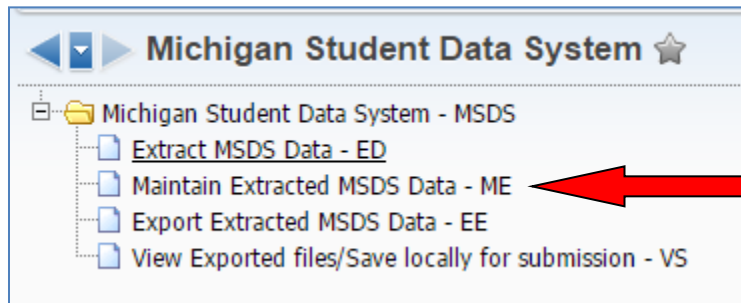 Michigan Student Data System
Michigan Student Data System - MSDS
Extract MSDS Data - ED
Maintain Extracted MSDS Data - ME
Export Extracted MSDS Data - EE
View Exported files/Save locally for submission - VS